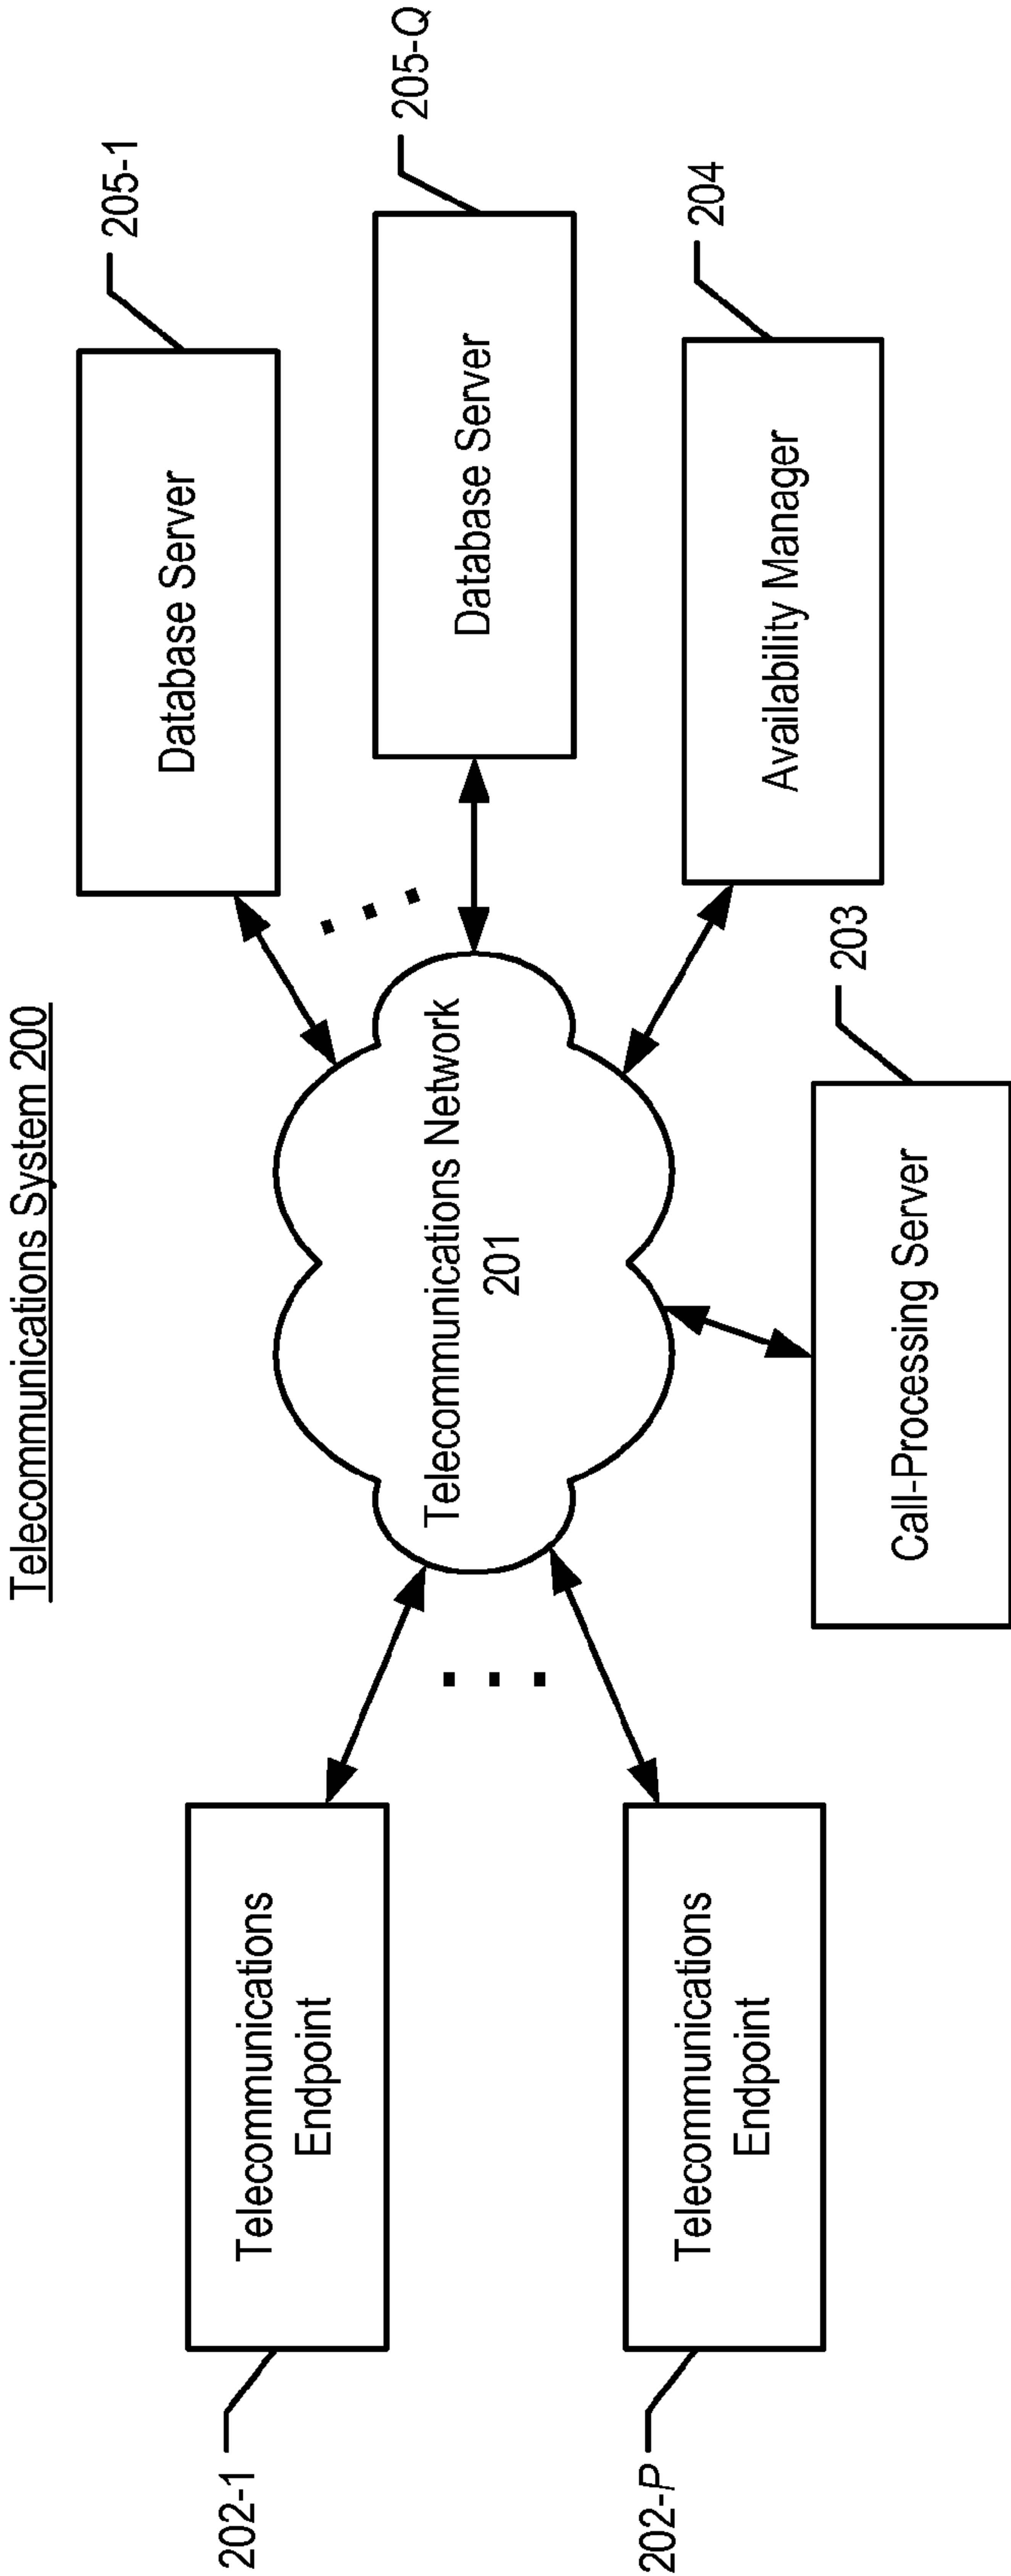 Telecommunications System 200
205-1
Database Server
205-Q
Database Server
202-1
Telecommunications
Endpoint
Telecommunications Network
201
204
Availability Manager
202-P
Telecommunications
Endpoint
203
Call-Processing Server